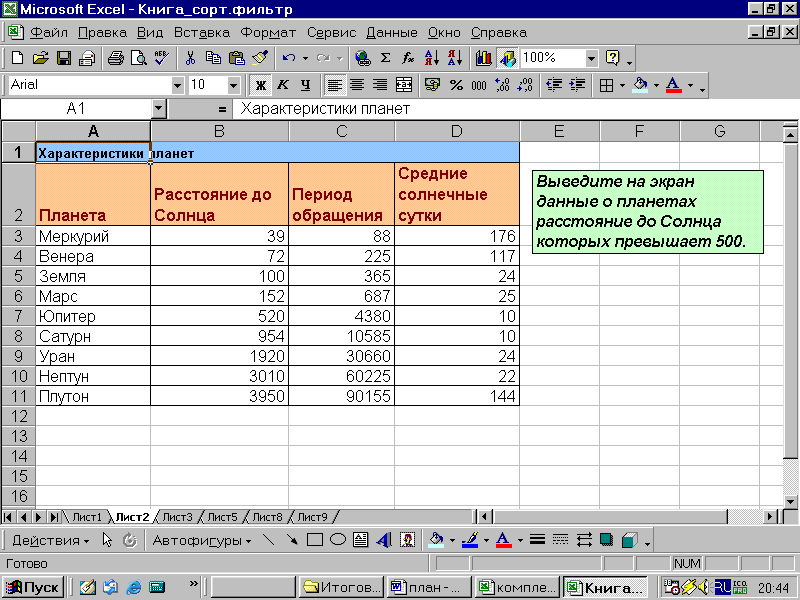 Microsoft Excel - Книга_сорт.фильтр
Файл Правка Вид Вставка Формат Сервис Данные Окно Справка
100%
Arial 10 Ж К Ч % 000
A1 = Характеристики планет
A B C D E F G
1 Характеристики планет
2 Планета Расстояние до Солнца Период обращения Средние солнечные сутки
3 Меркурий 39 88 176
4 Венера 72 225 117
5 Земля 100 365 24
6 Марс 152 687 25
7 Юпитер 520 4380 10
8 Сатурн 954 10585 10
9 Уран 1920 30660 24
10 Нептун 3010 60225 22
11 Плутон 3950 90155 144
12
13
14
15
16
Выведите на экран
данные о планетах
расстояние до Солнца
которых превышает 500.
Лист1 Лист2 Лист3 Лист5 Лист8 Лист9
Действия Автофигуры
Готово NUM
Пуск » Итогов... план -... компле... Книга... RU 20:44